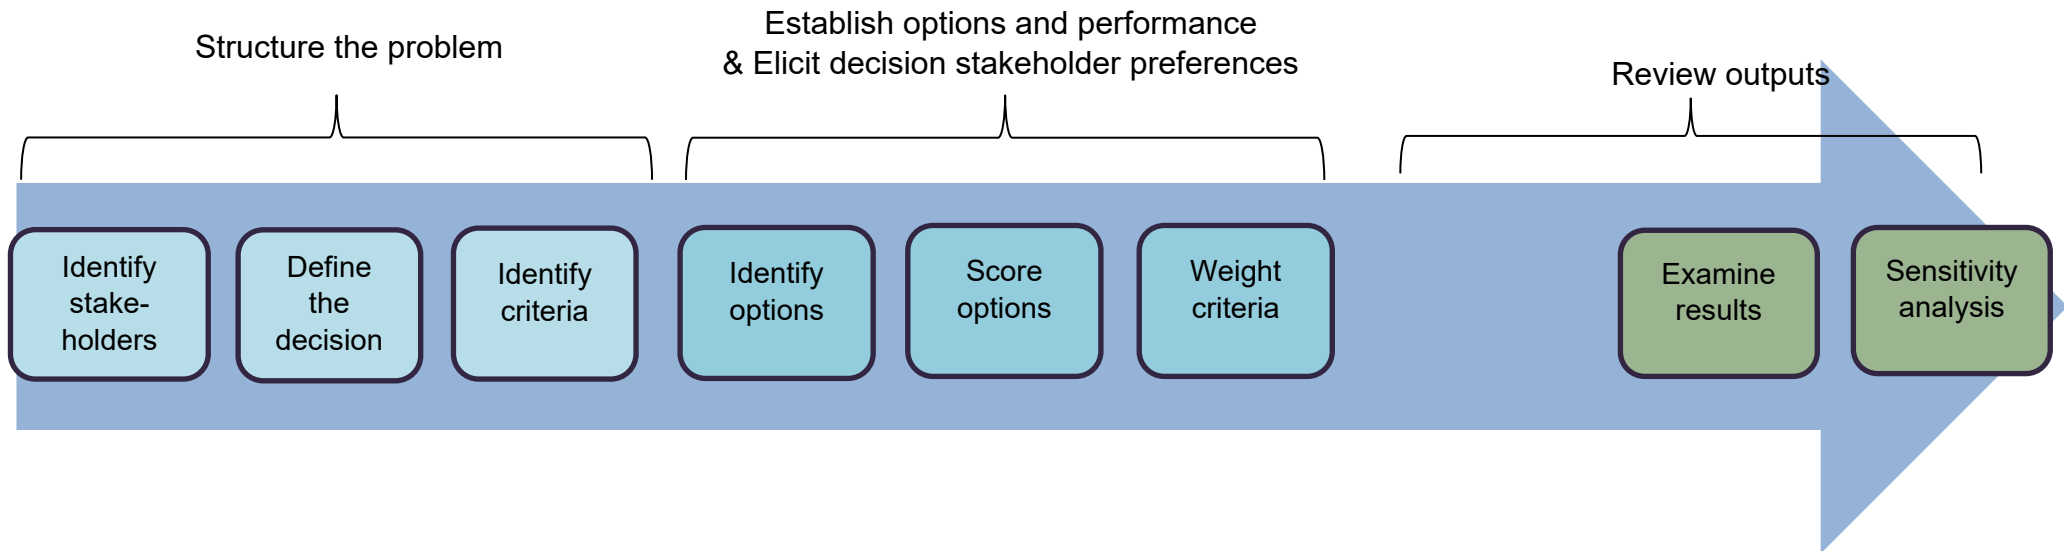 Structure the problem
Establish options and performance
& Elicit decision stakeholder preferences
Review outputs
Identify
stake-
holders
Define
the
decision
Identify
criteria
Identify
options
Score
options
Weight
criteria
Examine
results
Sensitivity
analysis